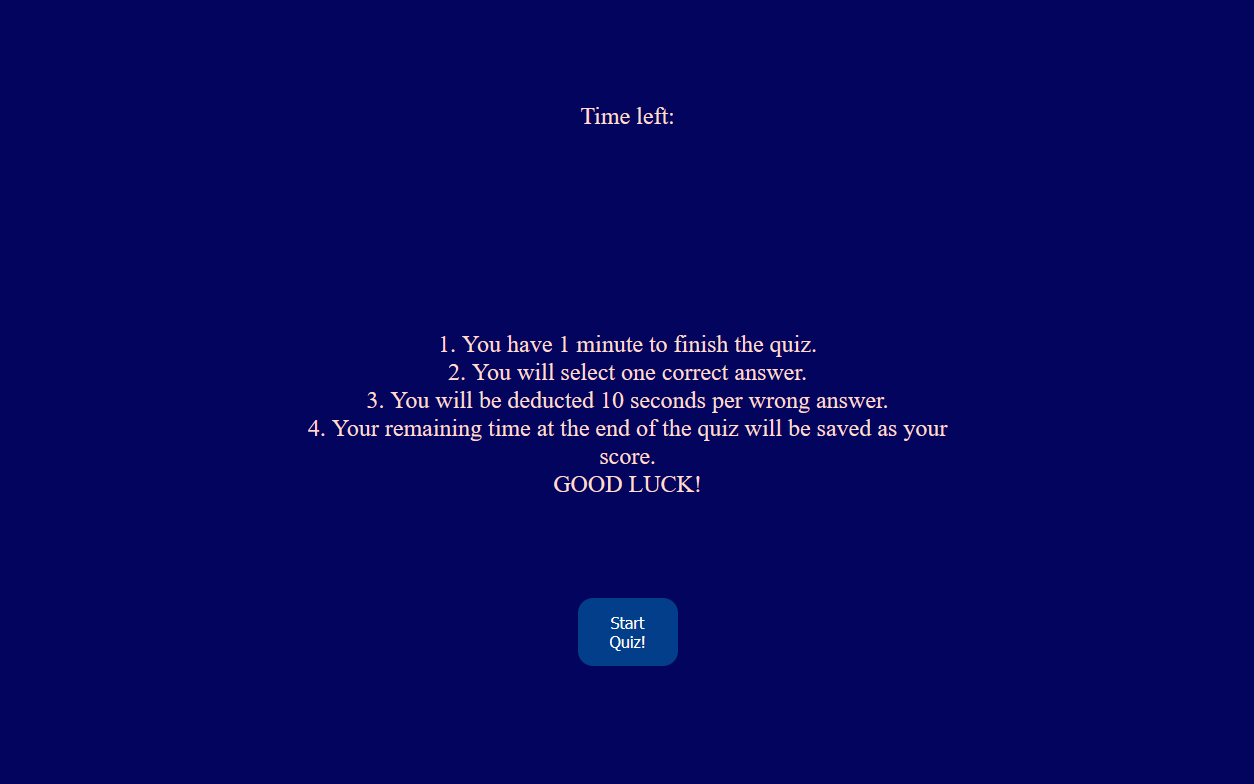 Time left:
1. You have 1 minute to finish the quiz.
2. You will select one correct answer.
3. You will be deducted 10 seconds per wrong answer.
4. Your remaining time at the end of the quiz will be saved as your
score.
GOOD LUCK!
Start
Quiz!